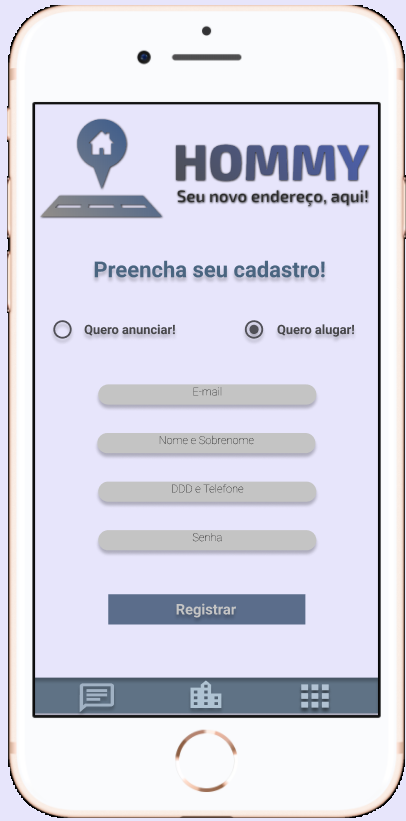 HOMMY
Seu novo endereço, aqui!
Preencha seu cadastro!
Quero anunciar! Quero alugar!
E-mail
Nome e Sobrenome
DDD e Telefone
Senha
Registrar